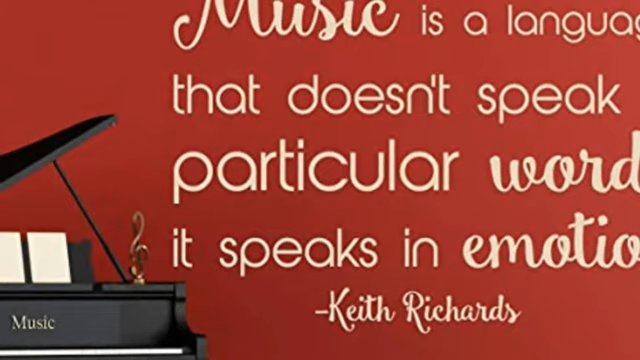 Music is a languag
that doesn't speak
particular word
it speaks in emotio
-Keith Richards
Music